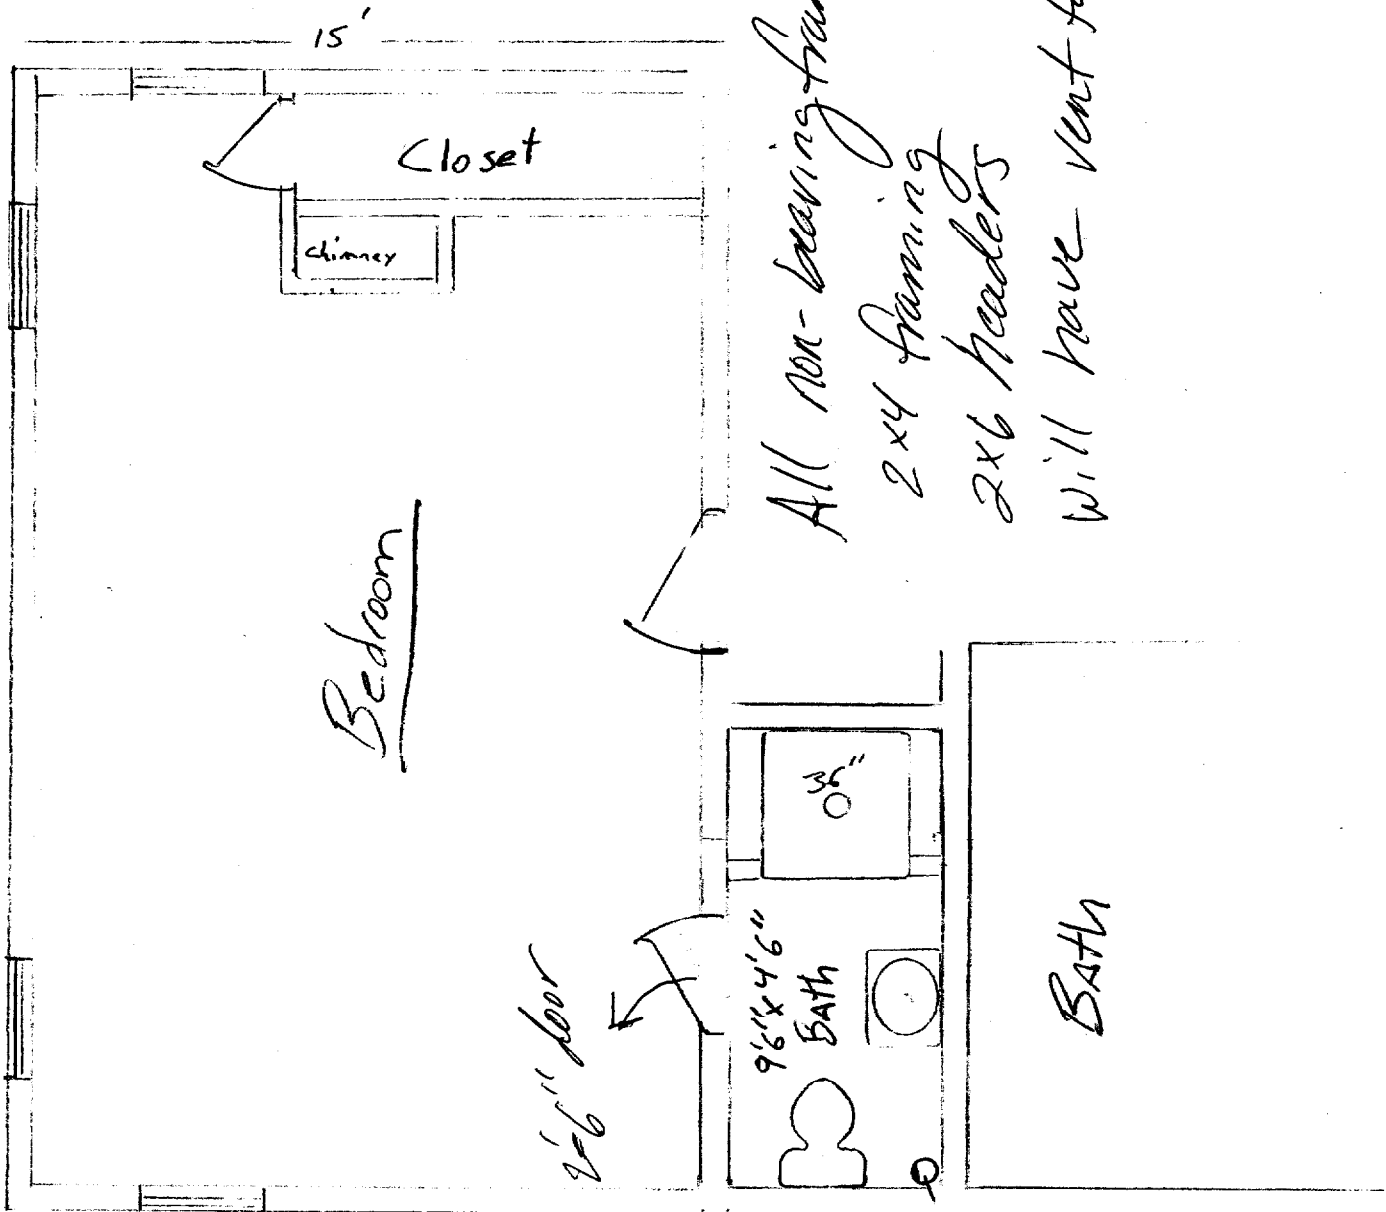 15'
Closet
chimney
Bedroom
All non-bearing
2x4 framing
2x6 headers
will have vent
36"
2'-6" door
9'6"x4'6"
BATH
BATH